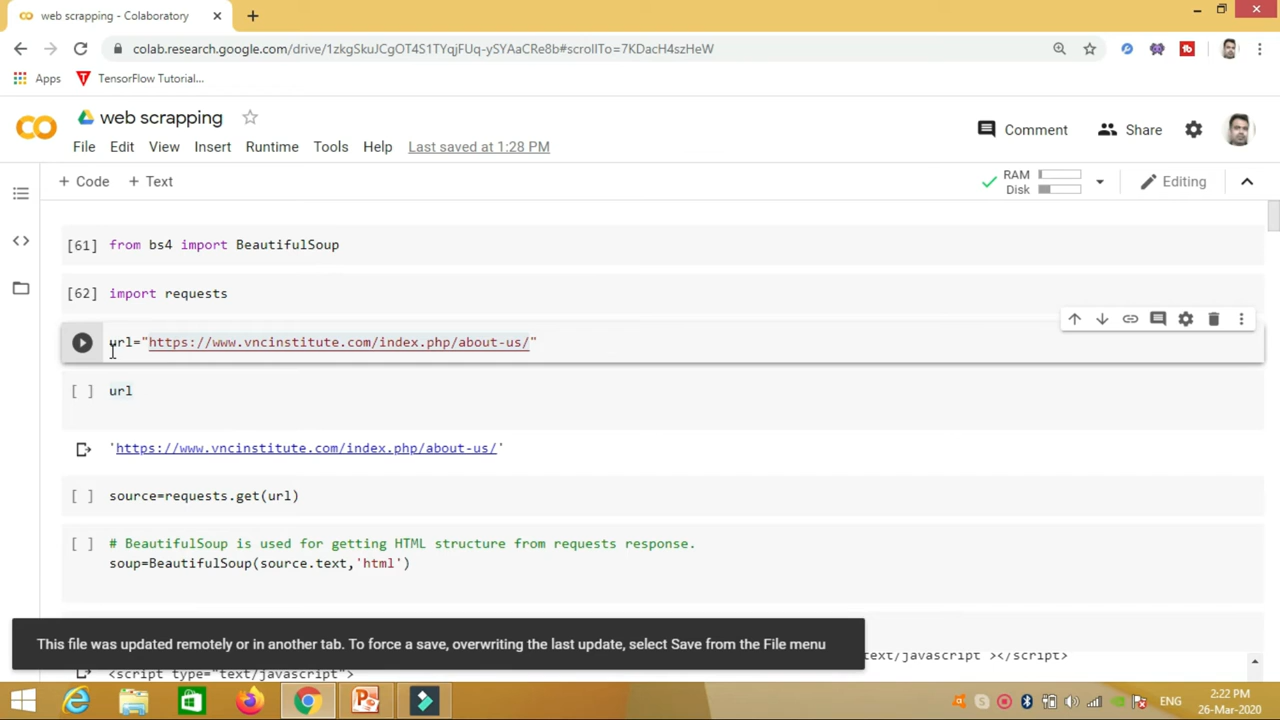 web scrapping - Colaboratory
colab.research.google.com/drive/1zkgSkuJCgOT4S1TYqjFUq-ySYAaCRe8b#scrollTo=7KDacH4szHeW
Apps TensorFlow Tutorial...
web scrapping
Comment Share
File Edit View Insert Runtime Tools Help Last saved at 1:28 PM
+ Code + Text
RAM
Disk
Editing
[61] from bs4 import BeautifulSoup
[62] import requests
url="https://www.vncinstitute.com/index.php/about-us/"
[ ] url
'https://www.vncinstitute.com/index.php/about-us/'
[ ] source=requests.get(url)
[ ] # BeautifulSoup is used for getting HTML structure from requests response.
soup=BeautifulSoup(source.text,'html')
This file was updated remotely or in another tab. To force a save, overwriting the last update, select Save from the File menu
text/javascript ></script>
<script type="text/javascript">
ENG
2:22 PM
26-Mar-2020